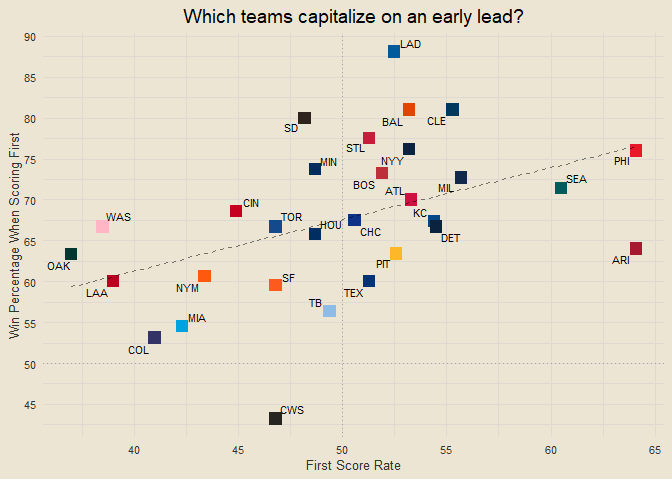 Which teams capitalize on an early lead?
90
LAD
85
BAL
CLE
80
SD
STL
75
MIN
NYY
PHI
BOS
MIL
SEA
70
ATL
CIN
WAS
TOR
HOU
KC
CHC
DET
65
OAK
PIT
ARI
60
LAA
NYM
SF
TEX
55
MIA
TB
COL
50
45
CWS
40
45
50
55
60
65
First Score Rate
Win Percentage When Scoring First